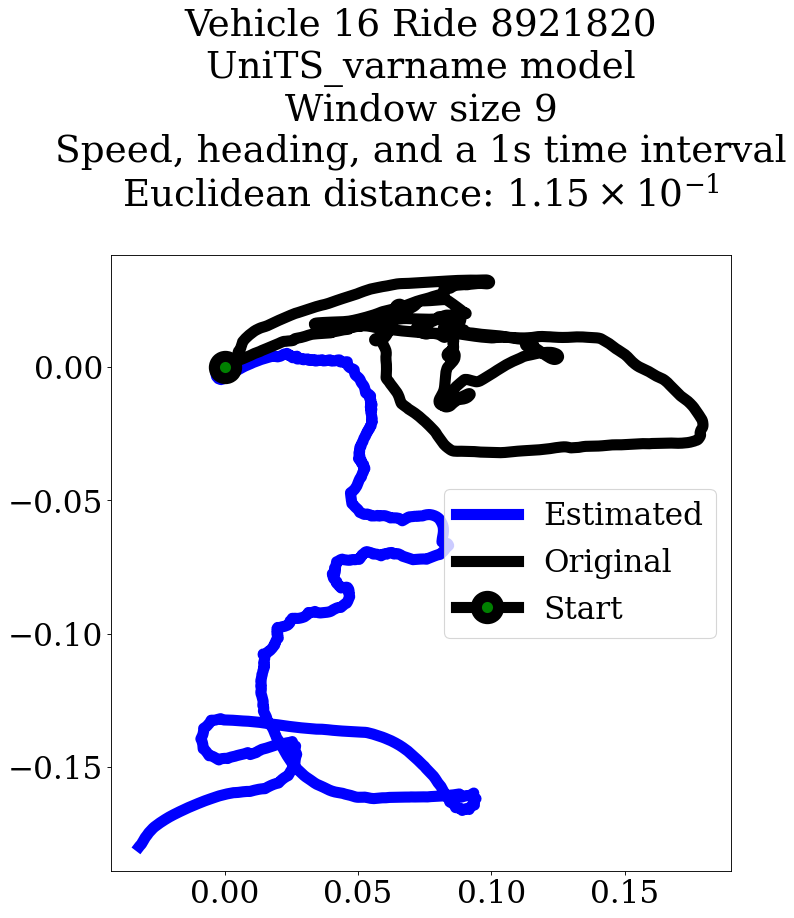 Vehicle 16 Ride 8921820
UniTS_varname model
Window size 9
Speed, heading, and a 1s time interval
Euclidean distance: 1.15 × 10⁻¹
0.00
−0.05
−0.10
−0.15
Estimated
Original
Start
0.00 0.05 0.10 0.15